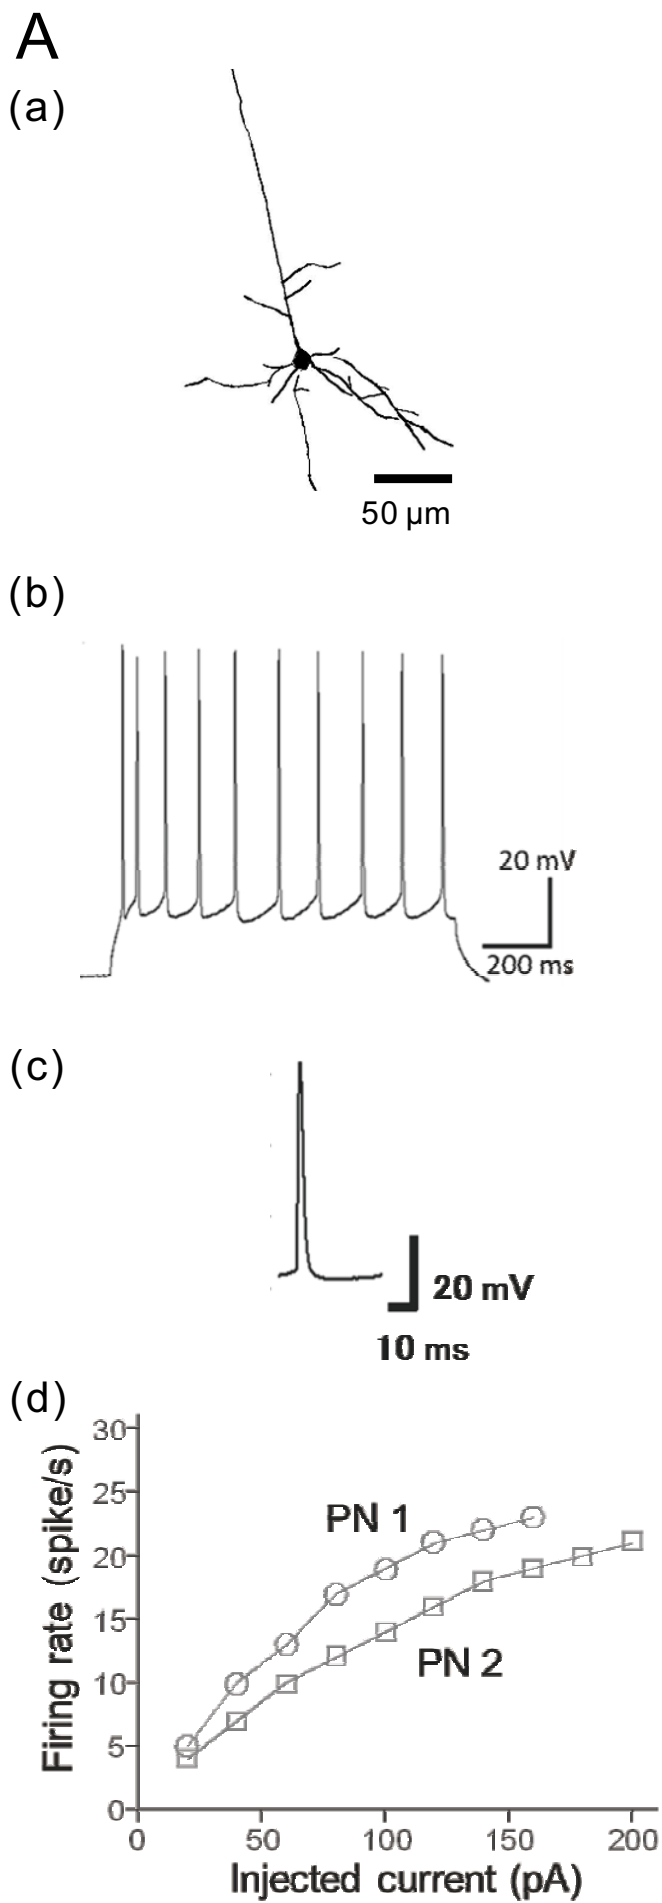 A
(a)
50 µm
(b)
20 mV
200 ms
(c)
20 mV
10 ms
(d)
30
25
20
15
10
5
0
Firing rate (spike/s)
PN 1
PN 2
0 50 100 150 200
Injected current (pA)